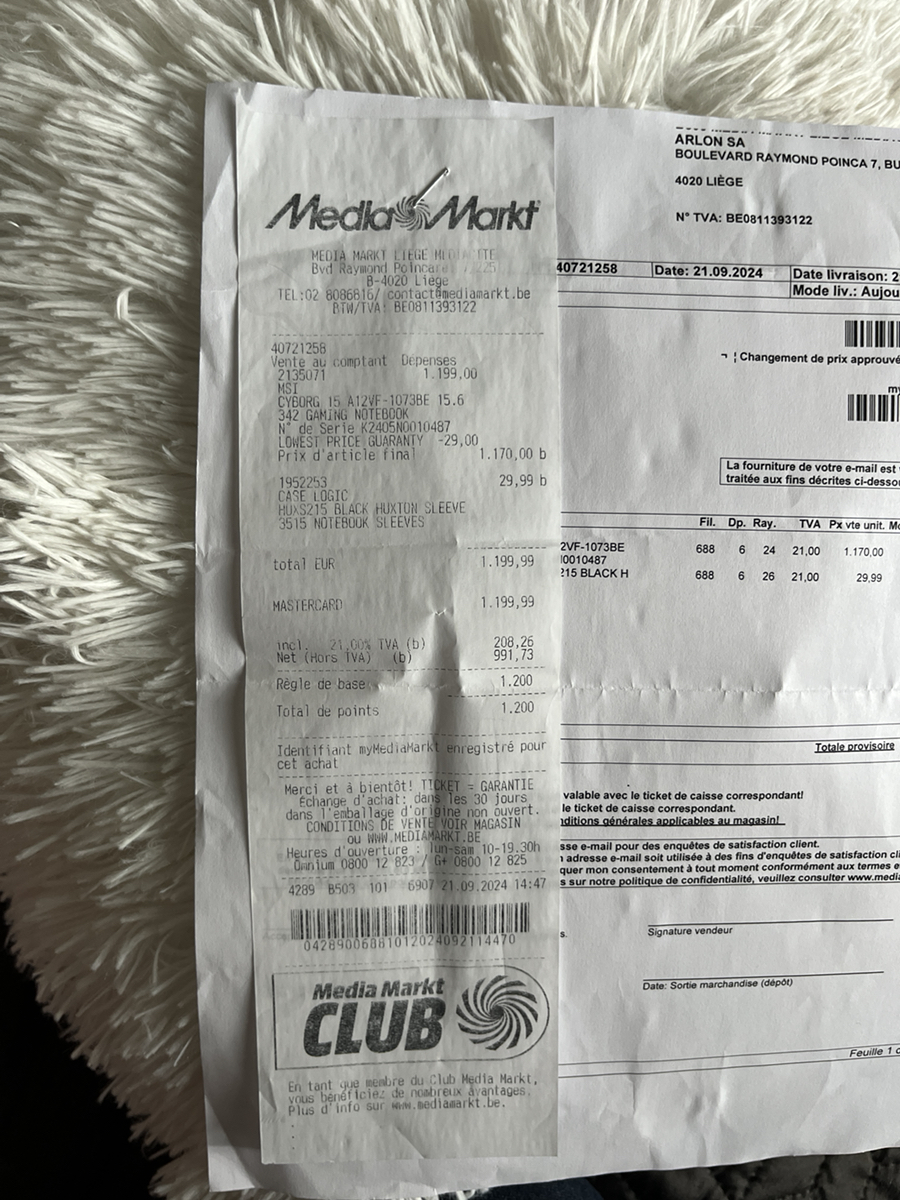 Media Markt
MEDIA MARKT LIEGE
Bvd Raymond Poincare 7/225
B-4020 Liège
TEL:02 8086816/ contact@mediamarkt.be
BTW/TVA: BE0811393122
40721258
Vente au comptant Depenses
2135071 1.199,00
MSI
CYBORG 15 A12VF-1073BE 15.6
342 GAMING NOTEBOOK
N° de Serie K2405N0010487
LOWEST PRICE GUARANTY -29,00
Prix d'article final 1.170,00 b
1952253 29,99 b
CASE LOGIC
HUXS215 BLACK HUXTON SLEEVE
3515 NOTEBOOK SLEEVES
total EUR 1.199,99
MASTERCARD 1.199,99
incl. 21,00% TVA (b) 208,26
Net (Hors TVA) (b) 991,73
Règle de base 1.200
Total de points 1.200
Identifiant myMediaMarkt enregistré pour
cet achat
Merci et à bientôt! TICKET = GARANTIE
Échange d'achat: dans les 30 jours
dans l'emballage d'origine non ouvert.
CONDITIONS DE VENTE VOIR MAGASIN
ou WWW.MEDIAMARKT.BE
Heures d'ouverture : lun-sam 10-19.30h
Omnium 0800 12 823 / G+ 0800 12 825
4289 B503 101 6907 21.09.2024 14:47
04289006881012024092114470
Media Markt
CLUB
En tant que membre du Club Media Markt,
vous bénéficiez de nombreux avantages.
Plus d'info sur www.mediamarkt.be.
ARLON SA
BOULEVARD RAYMOND POINCA 7, BU
4020 LIÈGE
N° TVA: BE0811393122
40721258 Date: 21.09.2024 Date livraison: 2
Mode liv.: Aujou
¬ ¦ Changement de prix approuvé
my
La fourniture de votre e-mail est
traitée aux fins décrites ci-desso
Fil. Dp. Ray. TVA Px vte unit. Mo
2VF-1073BE 688 6 24 21,00 1.170,00
0010487
215 BLACK H 688 6 26 21,00 29,99
Totale provisoire
valable avec le ticket de caisse correspondant!
le ticket de caisse correspondant.
nditions générales applicables au magasin!
sse e-mail pour des enquêtes de satisfaction client.
adresse e-mail soit utilisée à des fins d'enquêtes de satisfaction cli
quer mon consentement à tout moment conformément aux termes e
s sur notre politique de confidentialité, veuillez consulter www.medi
s.
Signature vendeur
Date: Sortie marchandise (dépôt)
Feuille 1